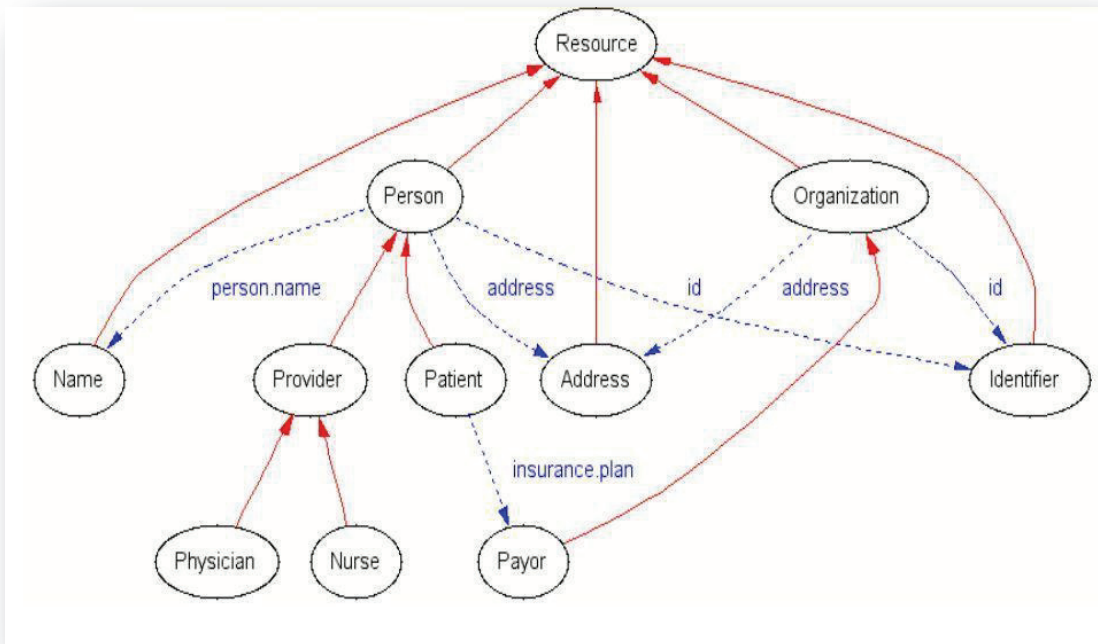 Resource
Person
Organization
person.name
address
id
address
id
Name
Provider
Patient
Address
Identifier
insurance.plan
Physician
Nurse
Payor